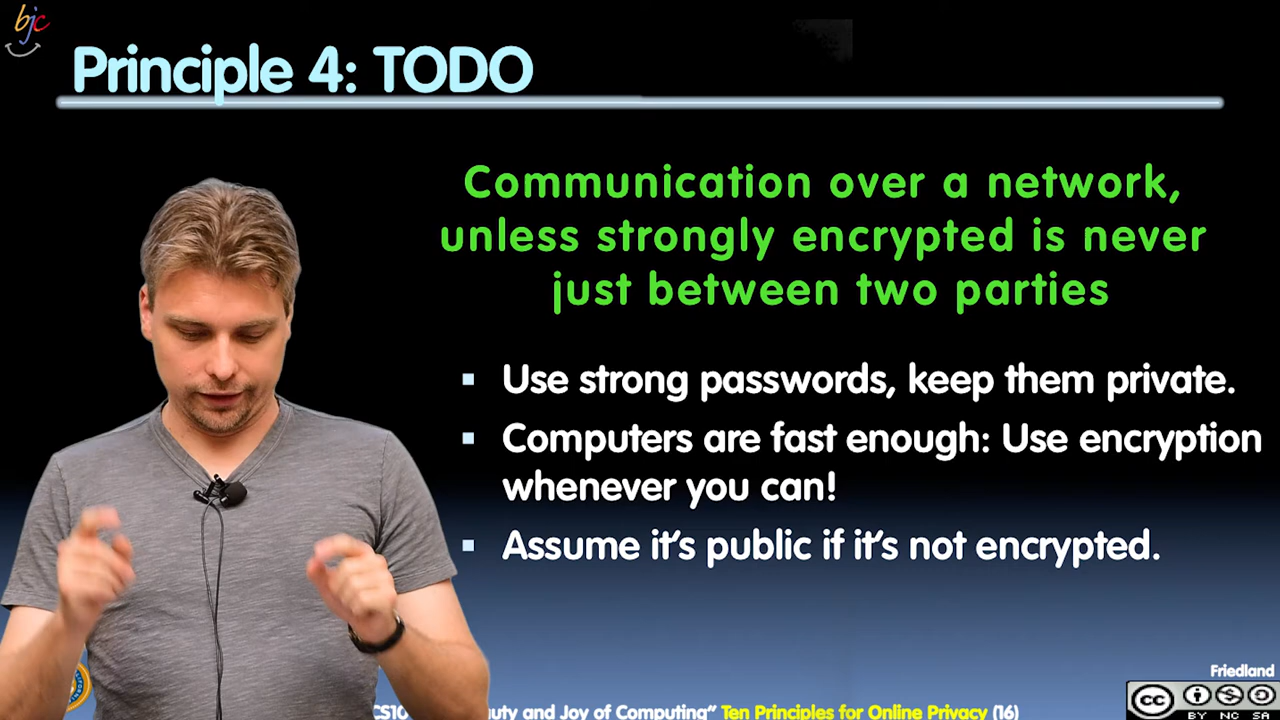 bjc
Principle 4: TODO
Communication over a network,
unless strongly encrypted is never
just between two parties
▪ Use strong passwords, keep them private.
▪ Computers are fast enough: Use encryption
whenever you can!
▪ Assume it's public if it's not encrypted.
Friedland
and Joy of Computing" Ten Principles for Online Privacy (16)
cc BY NC SA